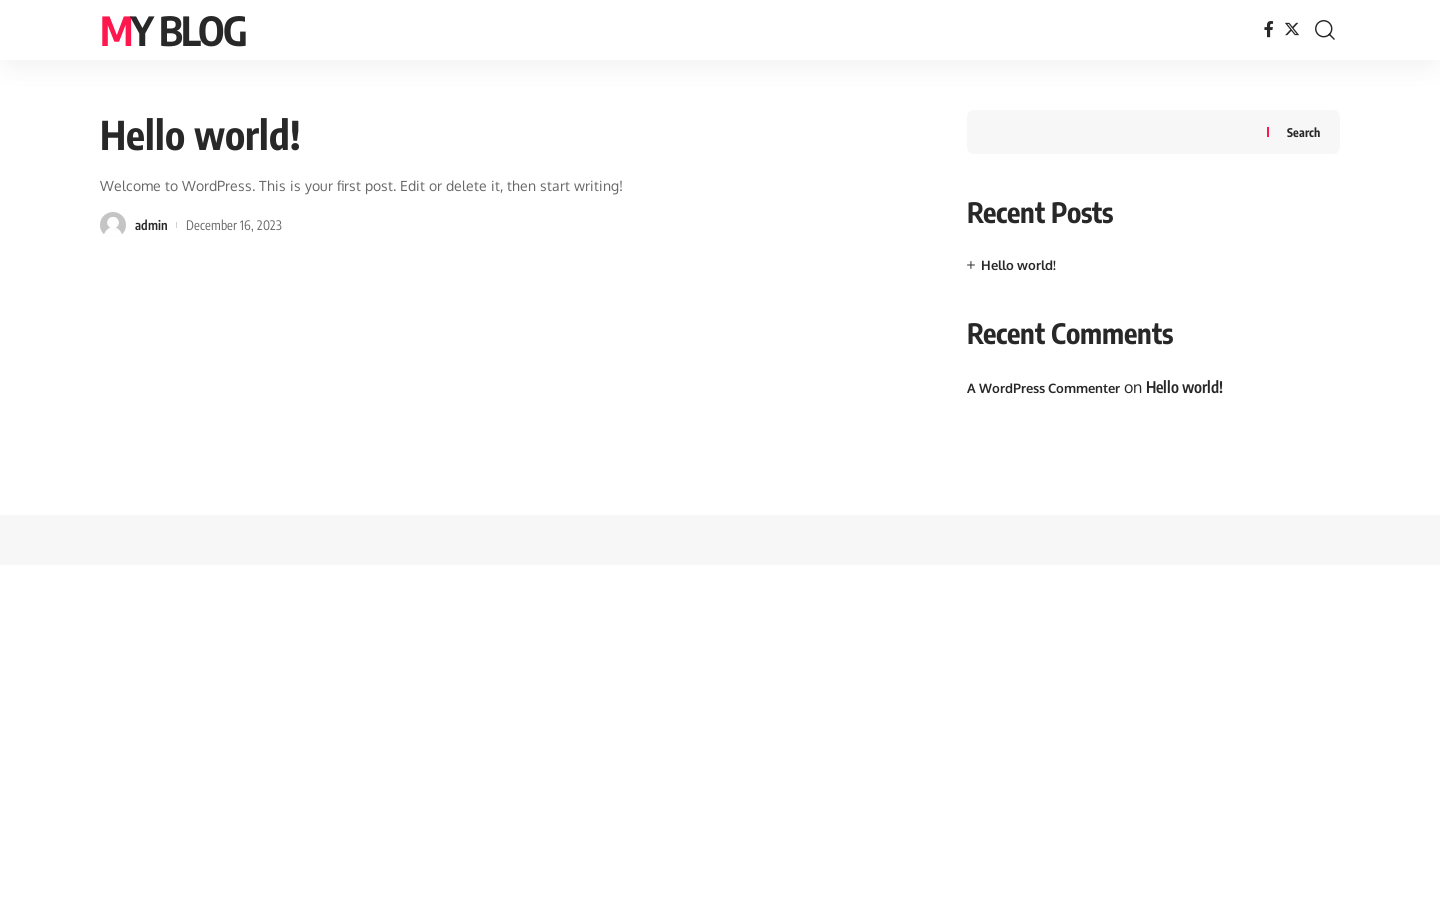 MY BLOG
Hello world!
Welcome to WordPress. This is your first post. Edit or delete it, then start writing!
admin
December 16, 2023
Search
Recent Posts
Hello world!
Recent Comments
A WordPress Commenter on Hello world!